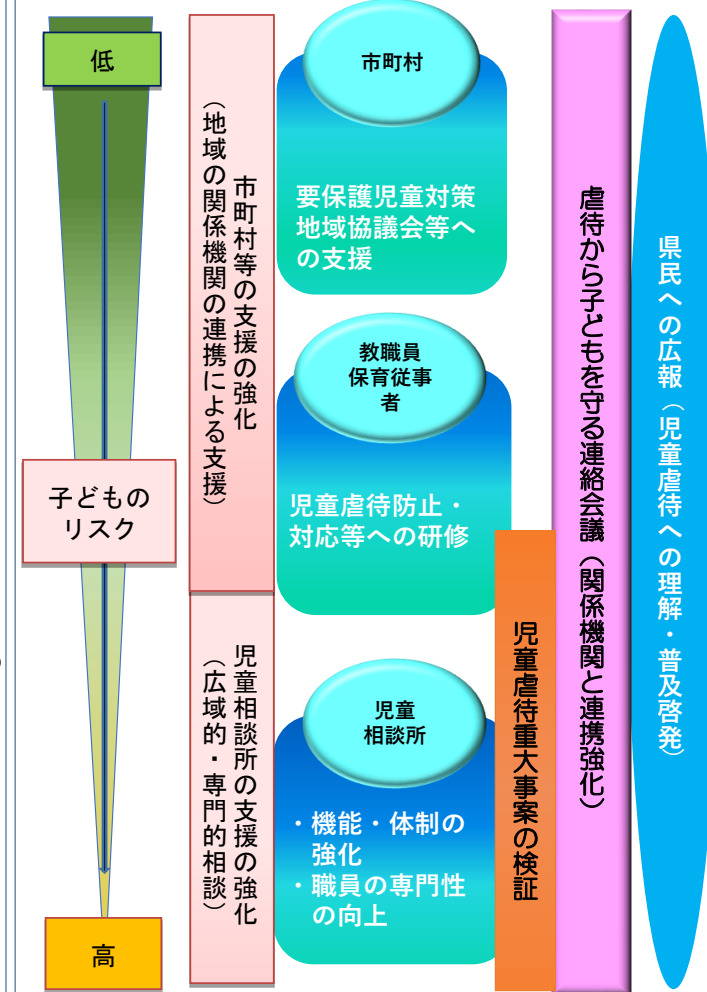 低
子どもの
リスク
高
市町村等の支援の強化
（地域の関係機関の連携による支援）
児童相談所の支援の強化
（広域的・専門的相談）
市町村
要保護児童対策
地域協議会等へ
の支援
教職員
保育従事
者
児童虐待防止・
対応等への研修
児童
相談所
・機能・体制の
強化
・職員の専門性
の向上
児童虐待重大事案の検証
虐待から子どもを守る連絡会議（関係機関と連携強化）
県民への広報（児童虐待への理解・普及啓発）